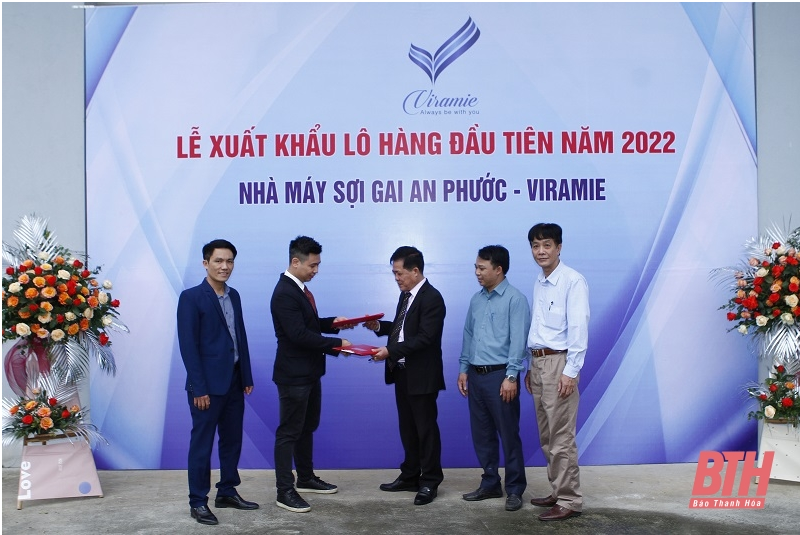 Viramie
Always be with you
LỄ XUẤT KHẨU LÔ HÀNG ĐẦU TIÊN NĂM 2022
NHÀ MÁY SỢI GAI AN PHƯỚC - VIRAMIE
Love
BTH
Báo Thanh Hóa